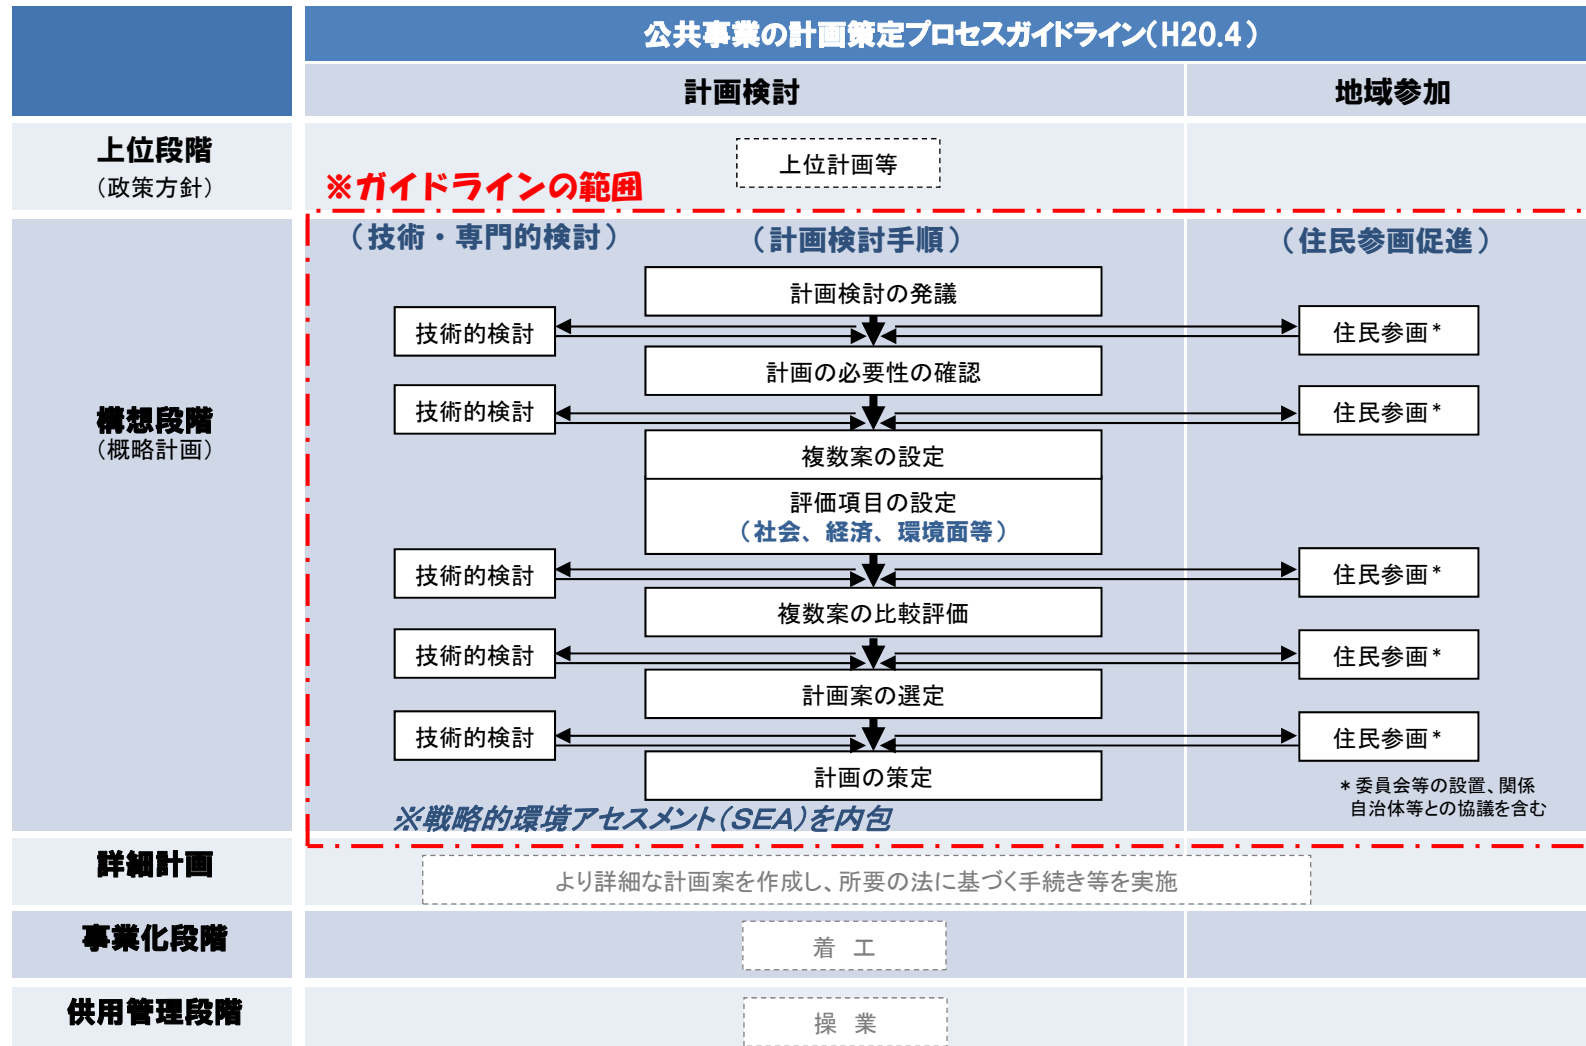 公共事業の計画策定プロセスガイドライン（H20.4）
計画検討
地域参加
上位段階
（政策方針）
上位計画等
※ガイドラインの範囲
（技術・専門的検討）
（計画検討手順）
（住民参画促進）
構想段階
（概略計画）
計画検討の発議
技術的検討
住民参画*
計画の必要性の確認
技術的検討
住民参画*
複数案の設定
評価項目の設定
（社会、経済、環境面等）
技術的検討
住民参画*
複数案の比較評価
技術的検討
住民参画*
計画案の選定
技術的検討
住民参画*
計画の策定
*委員会等の設置、関係
自治体等との協議を含む
※戦略的環境アセスメント（SEA）を内包
詳細計画
より詳細な計画案を作成し、所要の法に基づく手続き等を実施
事業化段階
着 工
供用管理段階
操 業